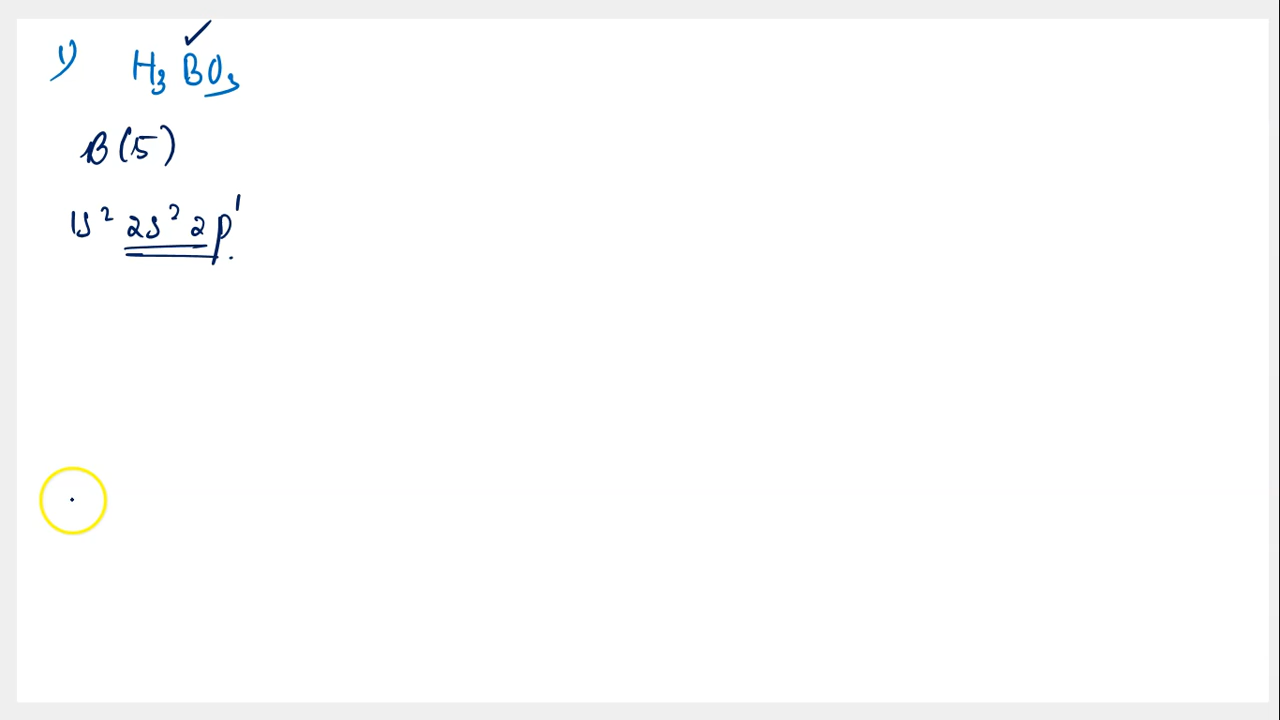 1) H₃BO₃
B(5)
1s² 2s² 2p¹